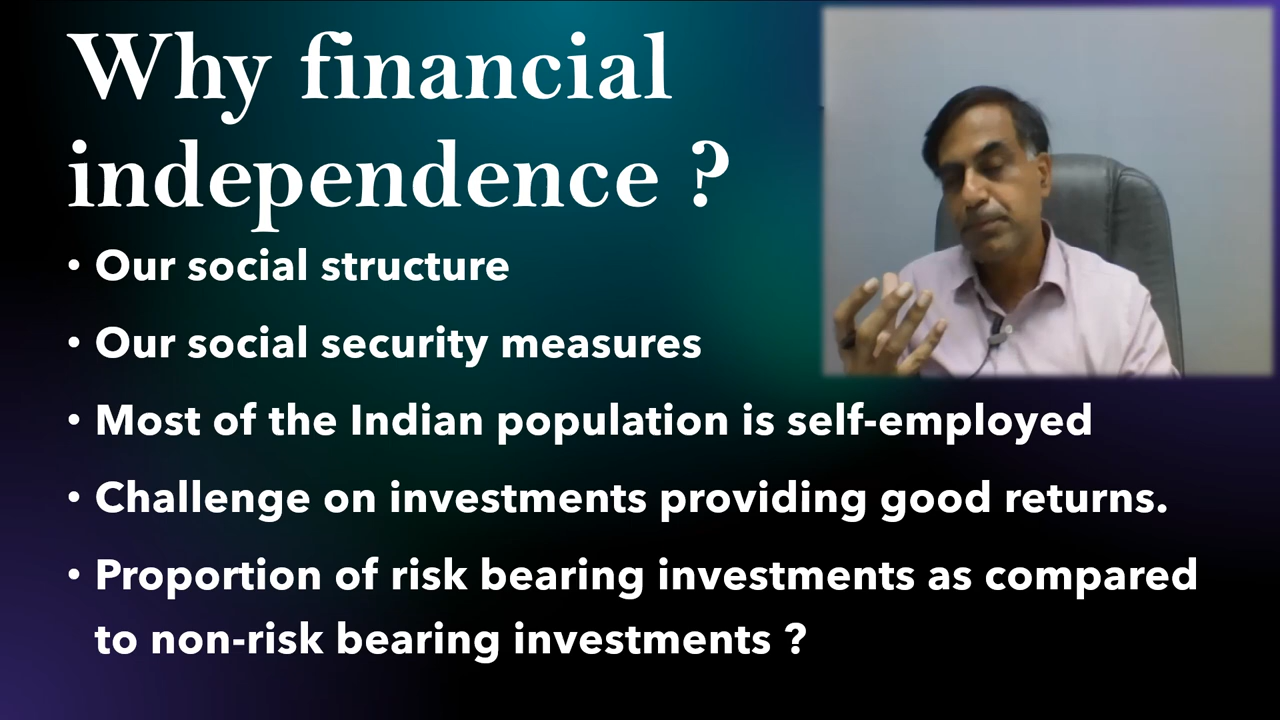 Why financial
independence ?
• Our social structure
• Our social security measures
• Most of the Indian population is self-employed
• Challenge on investments providing good returns.
• Proportion of risk bearing investments as compared
to non-risk bearing investments ?